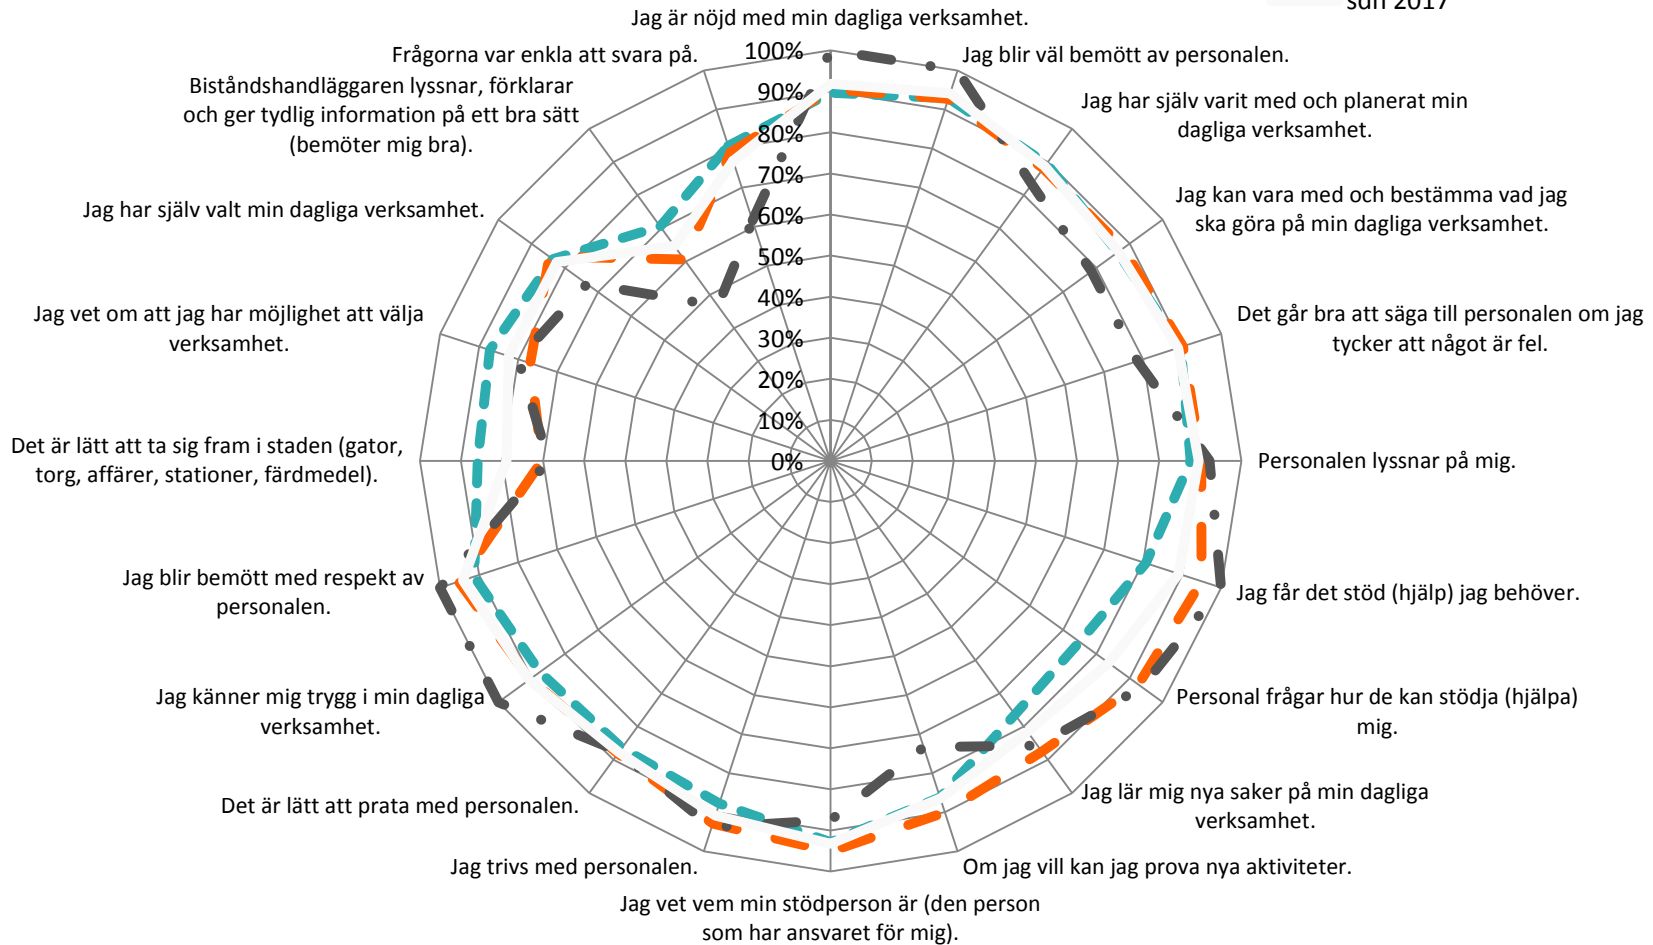 sdn 2017
Jag är nöjd med min dagliga verksamhet.
Jag blir väl bemött av personalen.
Jag har själv varit med och planerat min
dagliga verksamhet.
Jag kan vara med och bestämma vad jag
ska göra på min dagliga verksamhet.
Det går bra att säga till personalen om jag
tycker att något är fel.
Personalen lyssnar på mig.
Jag får det stöd (hjälp) jag behöver.
Personal frågar hur de kan stödja (hjälpa)
mig.
Jag lär mig nya saker på min dagliga
verksamhet.
Om jag vill kan jag prova nya aktiviteter.
Jag vet vem min stödperson är (den person
som har ansvaret för mig).
Jag trivs med personalen.
Det är lätt att prata med personalen.
Jag känner mig trygg i min dagliga
verksamhet.
Jag blir bemött med respekt av
personalen.
Det är lätt att ta sig fram i staden (gator,
torg, affärer, stationer, färdmedel).
Jag vet om att jag har möjlighet att välja
verksamhet.
Jag har själv valt min dagliga verksamhet.
Biståndshandläggaren lyssnar, förklarar
och ger tydlig information på ett bra sätt
(bemöter mig bra).
Frågorna var enkla att svara på.
100%
90%
80%
70%
60%
50%
40%
30%
20%
10%
0%